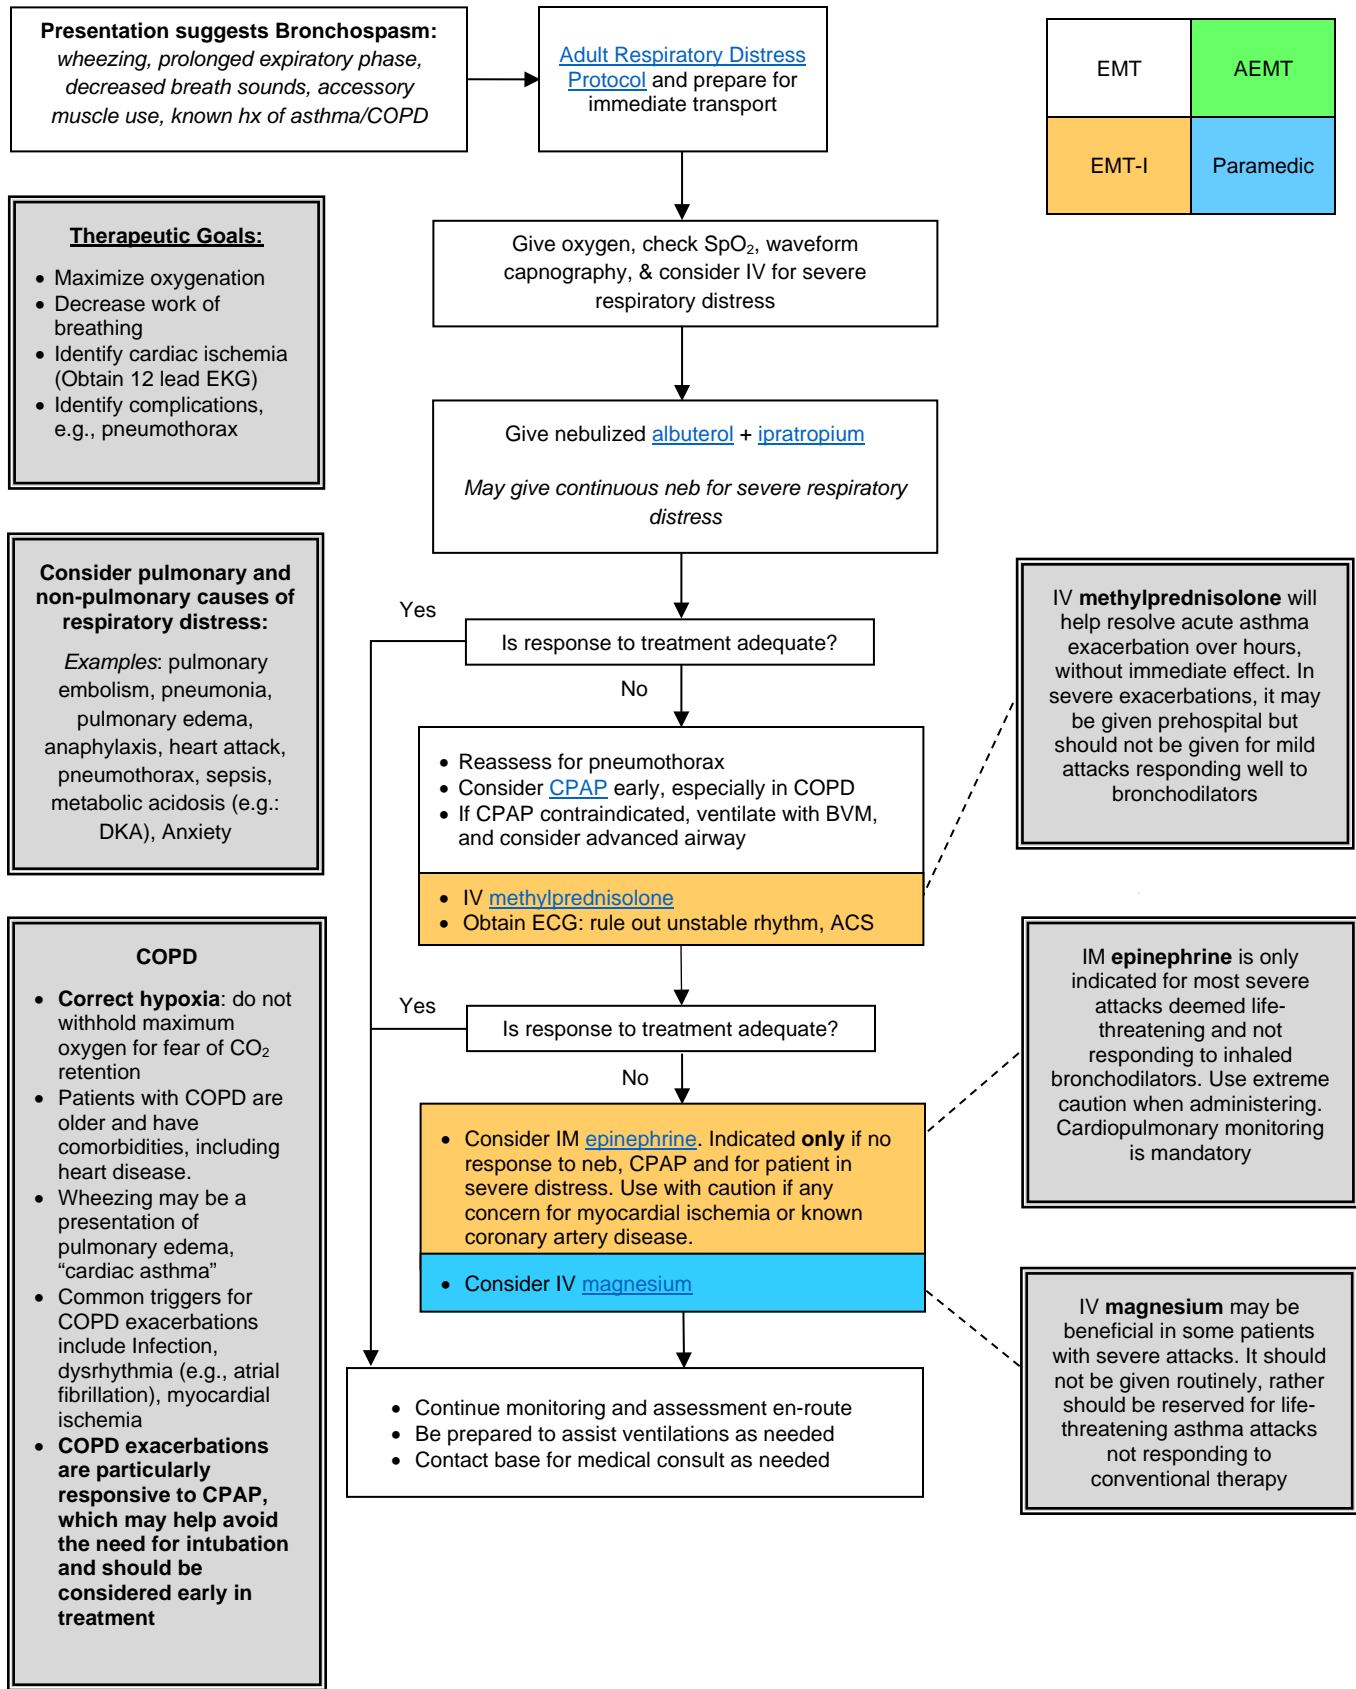 Presentation suggests Bronchospasm:
wheezing, prolonged expiratory phase,
decreased breath sounds, accessory
muscle use, known hx of asthma/COPD
Adult Respiratory Distress
Protocol and prepare for
immediate transport
EMT
AEMT
EMT-I
Paramedic
Therapeutic Goals:
• Maximize oxygenation
• Decrease work of
breathing
• Identify cardiac ischemia
(Obtain 12 lead EKG)
• Identify complications,
e.g., pneumothorax
Give oxygen, check SpO₂, waveform
capnography, & consider IV for severe
respiratory distress
Give nebulized albuterol + ipratropium
May give continuous neb for severe respiratory
distress
Consider pulmonary and
non-pulmonary causes of
respiratory distress:
Examples: pulmonary
embolism, pneumonia,
pulmonary edema,
anaphylaxis, heart attack,
pneumothorax, sepsis,
metabolic acidosis (e.g.:
DKA), Anxiety
Yes
Is response to treatment adequate?
No
IV methylprednisolone will
help resolve acute asthma
exacerbation over hours,
without immediate effect. In
severe exacerbations, it may
be given prehospital but
should not be given for mild
attacks responding well to
bronchodilators
• Reassess for pneumothorax
• Consider CPAP early, especially in COPD
• If CPAP contraindicated, ventilate with BVM,
and consider advanced airway
• IV methylprednisolone
• Obtain ECG: rule out unstable rhythm, ACS
COPD
• Correct hypoxia: do not
withhold maximum
oxygen for fear of CO₂
retention
• Patients with COPD are
older and have
comorbidities, including
heart disease.
• Wheezing may be a
presentation of
pulmonary edema,
“cardiac asthma”
• Common triggers for
COPD exacerbations
include Infection,
dysrhythmia (e.g., atrial
fibrillation), myocardial
ischemia
• COPD exacerbations
are particularly
responsive to CPAP,
which may help avoid
the need for intubation
and should be
considered early in
treatment
Yes
Is response to treatment adequate?
No
IM epinephrine is only
indicated for most severe
attacks deemed life-
threatening and not
responding to inhaled
bronchodilators. Use extreme
caution when administering.
Cardiopulmonary monitoring
is mandatory
• Consider IM epinephrine. Indicated only if no
response to neb, CPAP and for patient in
severe distress. Use with caution if any
concern for myocardial ischemia or known
coronary artery disease.
• Consider IV magnesium
IV magnesium may be
beneficial in some patients
with severe attacks. It should
not be given routinely, rather
should be reserved for life-
threatening asthma attacks
not responding to
conventional therapy
• Continue monitoring and assessment en-route
• Be prepared to assist ventilations as needed
• Contact base for medical consult as needed